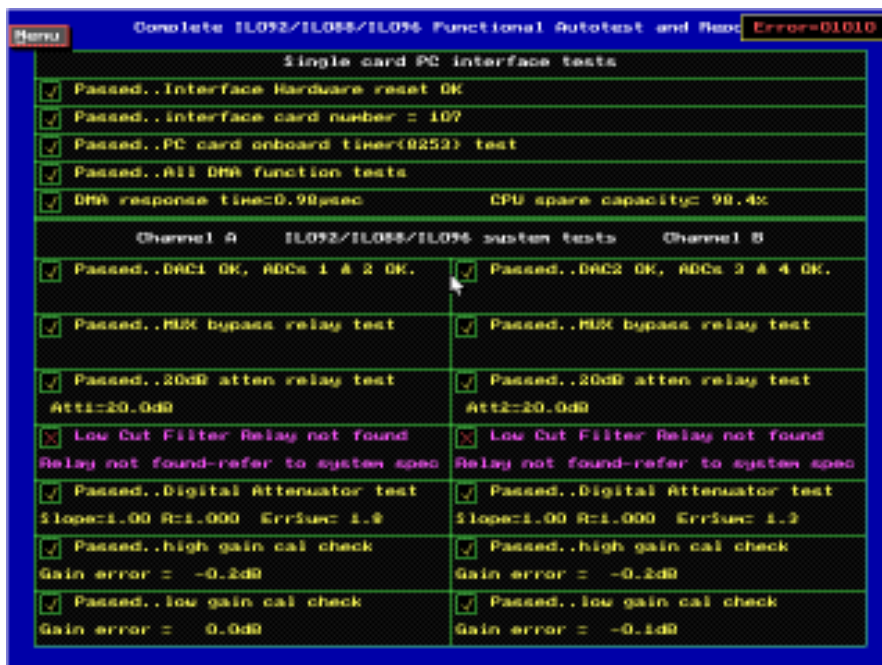 Complete ILO92/ILO88/ILO96 Functional Autotest and
Error=01010
Menu
Single card PC interface tests
Passed..Interface Hardware reset OK
Passed..interface card number = 107
Passed..PC card onboard timer(8253) test
Passed..All DMA function tests
DMA response time=0.98µsec CPU spare capacity= 98.4%
Channel A ILO92/ILO88/ILO96 system tests Channel B
Passed..DAC1 OK, ADCs 1 & 2 OK. Passed..DAC2 OK, ADCs 3 & 4 OK.
Passed..MUX bypass relay test Passed..MUX bypass relay test
Passed..20dB atten relay test Passed..20dB atten relay test
Att1=20.0dB Att2=20.0dB
Low Cut Filter Relay not found Low Cut Filter Relay not found
Relay not found-refer to system spec Relay not found-refer to system spec
Passed..Digital Attenuator test Passed..Digital Attenuator test
Slope=1.00 R=1.000 ErrSum= Slope=1.00 R=1.000 ErrSum=
Passed..high gain cal check Passed..high gain cal check
Gain error = -0.2dB Gain error = -0.2dB
Passed..low gain cal check Passed..low gain cal check
Gain error = 0.0dB Gain error = -0.1dB